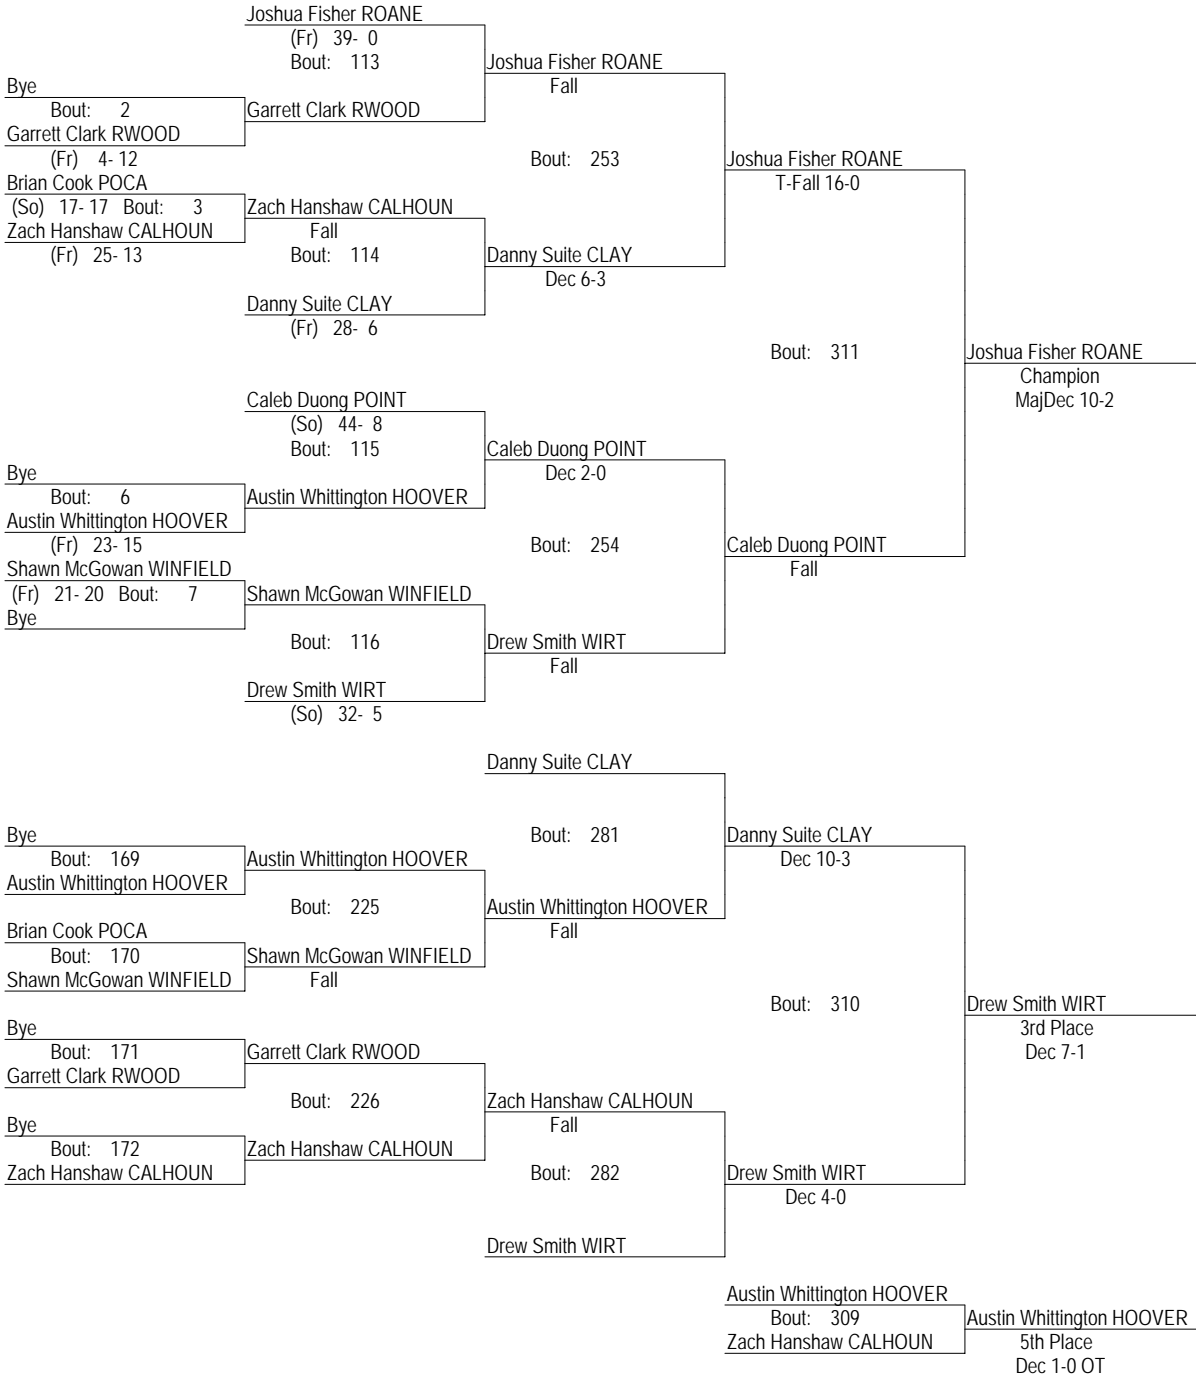 Joshua Fisher ROANE
(Fr) 39- 0
Bout: 113
Joshua Fisher ROANE
Fall
Bye
Bout: 2
Garrett Clark RWOOD
Garrett Clark RWOOD
(Fr) 4- 12
Bout: 253
Joshua Fisher ROANE
T-Fall 16-0
Brian Cook POCA
(So) 17- 17 Bout: 3
Zach Hanshaw CALHOUN
Zach Hanshaw CALHOUN
Fall
(Fr) 25- 13
Bout: 114
Danny Suite CLAY
Dec 6-3
Danny Suite CLAY
(Fr) 28- 6
Bout: 311
Joshua Fisher ROANE
Champion
MajDec 10-2
Caleb Duong POINT
(So) 44- 8
Bout: 115
Caleb Duong POINT
Dec 2-0
Bye
Bout: 6
Austin Whittington HOOVER
Austin Whittington HOOVER
(Fr) 23- 15
Bout: 254
Caleb Duong POINT
Fall
Shawn McGowan WINFIELD
(Fr) 21- 20 Bout: 7
Shawn McGowan WINFIELD
Bye
Bout: 116
Drew Smith WIRT
Fall
Drew Smith WIRT
(So) 32- 5
Danny Suite CLAY
Bout: 281
Danny Suite CLAY
Dec 10-3
Bye
Bout: 169
Austin Whittington HOOVER
Austin Whittington HOOVER
Bout: 225
Austin Whittington HOOVER
Fall
Brian Cook POCA
Bout: 170
Shawn McGowan WINFIELD
Shawn McGowan WINFIELD
Fall
Bout: 310
Drew Smith WIRT
3rd Place
Dec 7-1
Bye
Bout: 171
Garrett Clark RWOOD
Garrett Clark RWOOD
Bout: 226
Zach Hanshaw CALHOUN
Fall
Bye
Bout: 172
Zach Hanshaw CALHOUN
Zach Hanshaw CALHOUN
Bout: 282
Drew Smith WIRT
Dec 4-0
Drew Smith WIRT
Austin Whittington HOOVER
Bout: 309
Zach Hanshaw CALHOUN
Austin Whittington HOOVER
5th Place
Dec 1-0 OT